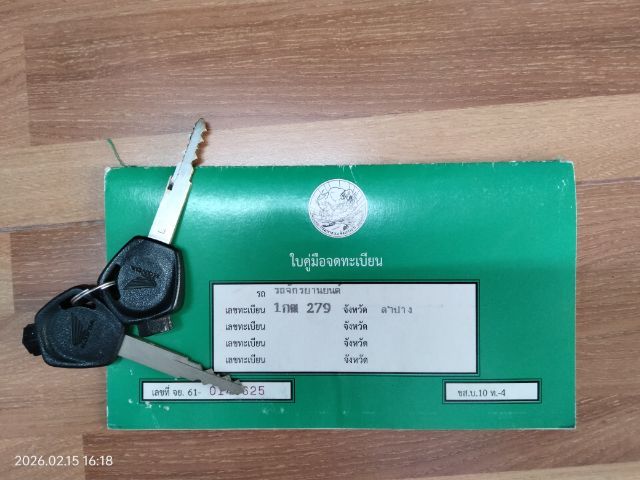 ใบคู่มือจดทะเบียน
รถ รถจักรยานยนต์
เลขทะเบียน 279 จังหวัด ลำปาง
เลขทะเบียน จังหวัด
เลขทะเบียน จังหวัด
เลขทะเบียน จังหวัด
เลขที่ จย. 61-
ขส.บ.10 ท.-4
HONDA
2026.02.15 16:18